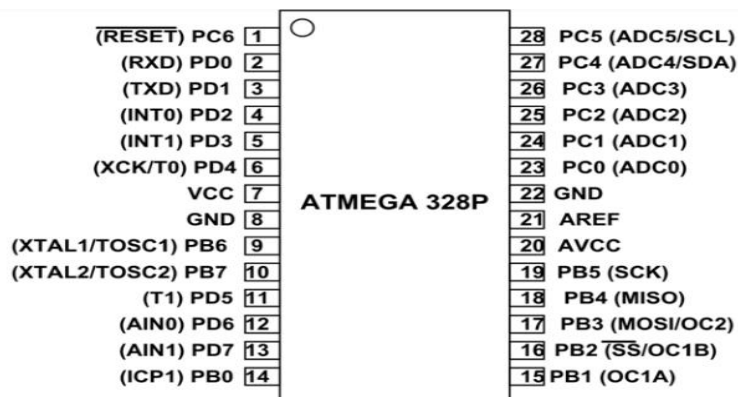 (RESET) PC6 1
(RXD) PD0 2
(TXD) PD1 3
(INT0) PD2 4
(INT1) PD3 5
(XCK/T0) PD4 6
VCC 7
GND 8
(XTAL1/TOSC1) PB6 9
(XTAL2/TOSC2) PB7 10
(T1) PD5 11
(AIN0) PD6 12
(AIN1) PD7 13
(ICP1) PB0 14
ATMEGA 328P
28 PC5 (ADC5/SCL)
27 PC4 (ADC4/SDA)
26 PC3 (ADC3)
25 PC2 (ADC2)
24 PC1 (ADC1)
23 PC0 (ADC0)
22 GND
21 AREF
20 AVCC
19 PB5 (SCK)
18 PB4 (MISO)
17 PB3 (MOSI/OC2)
16 PB2 (SS/OC1B)
15 PB1 (OC1A)